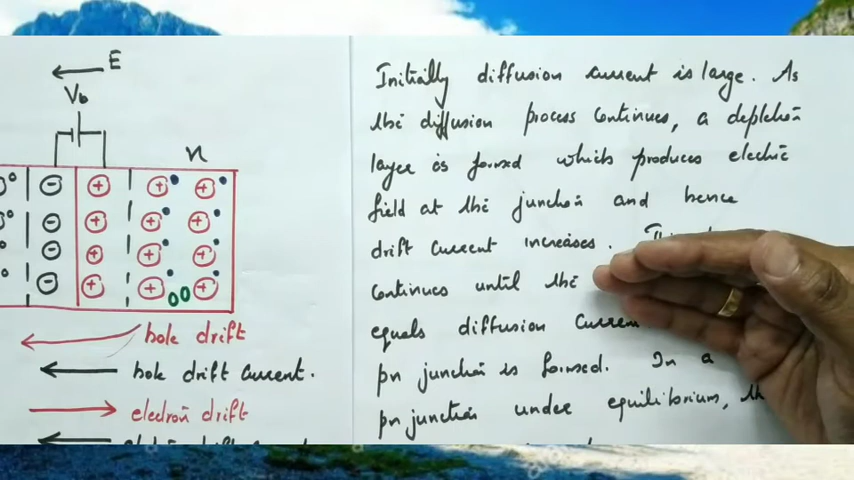 E
Vb
n
hole drift
hole drift current.
electron drift
Initially diffusion current is large. As
the diffusion process continues, a depletion
layer is formed which produces electric
field at the junction and hence
drift current increases.
continues until the
equals diffusion
pn junction is formed. In a
pn junction under equilibrium,